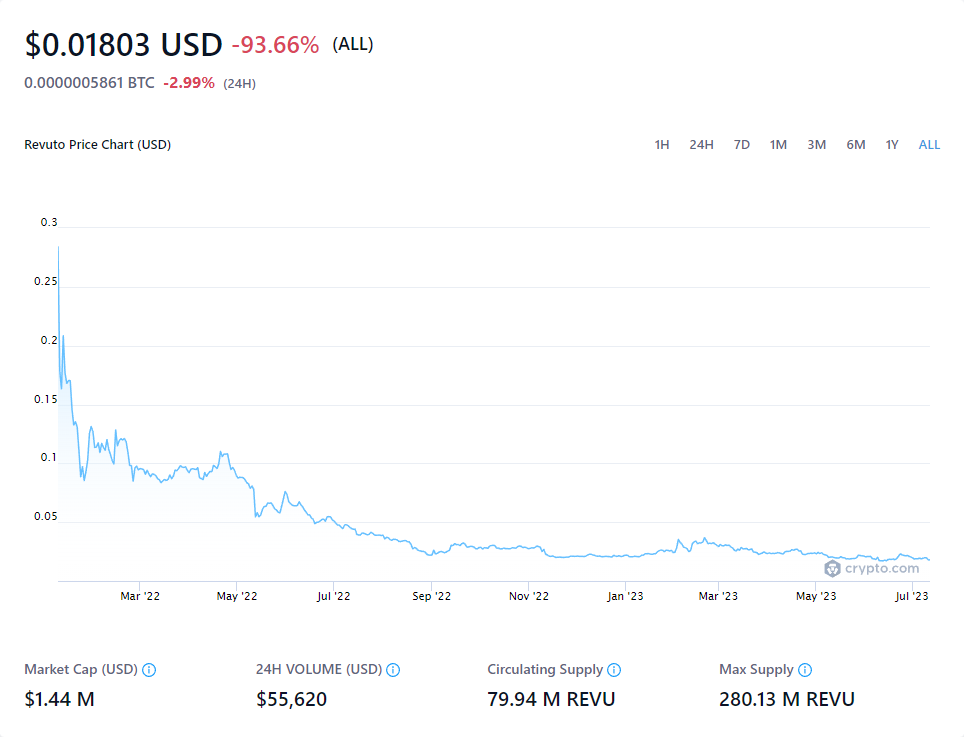 $0.01803 USD -93.66% (ALL)
0.0000005861 BTC -2.99% (24H)
Revuto Price Chart (USD) 1H 24H 7D 1M 3M 6M 1Y ALL
0.3
0.25
0.2
0.15
0.1
0.05
crypto.com
Mar '22 May '22 Jul '22 Sep '22 Nov '22 Jan '23 Mar '23 May '23 Jul '23
Market Cap (USD) 24H VOLUME (USD) Circulating Supply Max Supply
$1.44 M $55,620 79.94 M REVU 280.13 M REVU